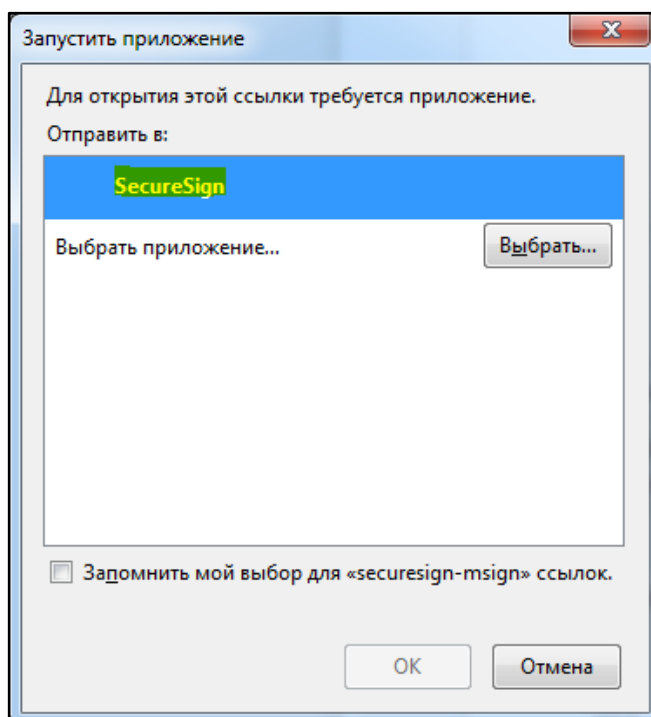 Запустить приложение
Для открытия этой ссылки требуется приложение.
Отправить в:
SecureSign
Выбрать приложение...
Выбрать...
Запомнить мой выбор для «securesign-msign» ссылок.
OK
Отмена